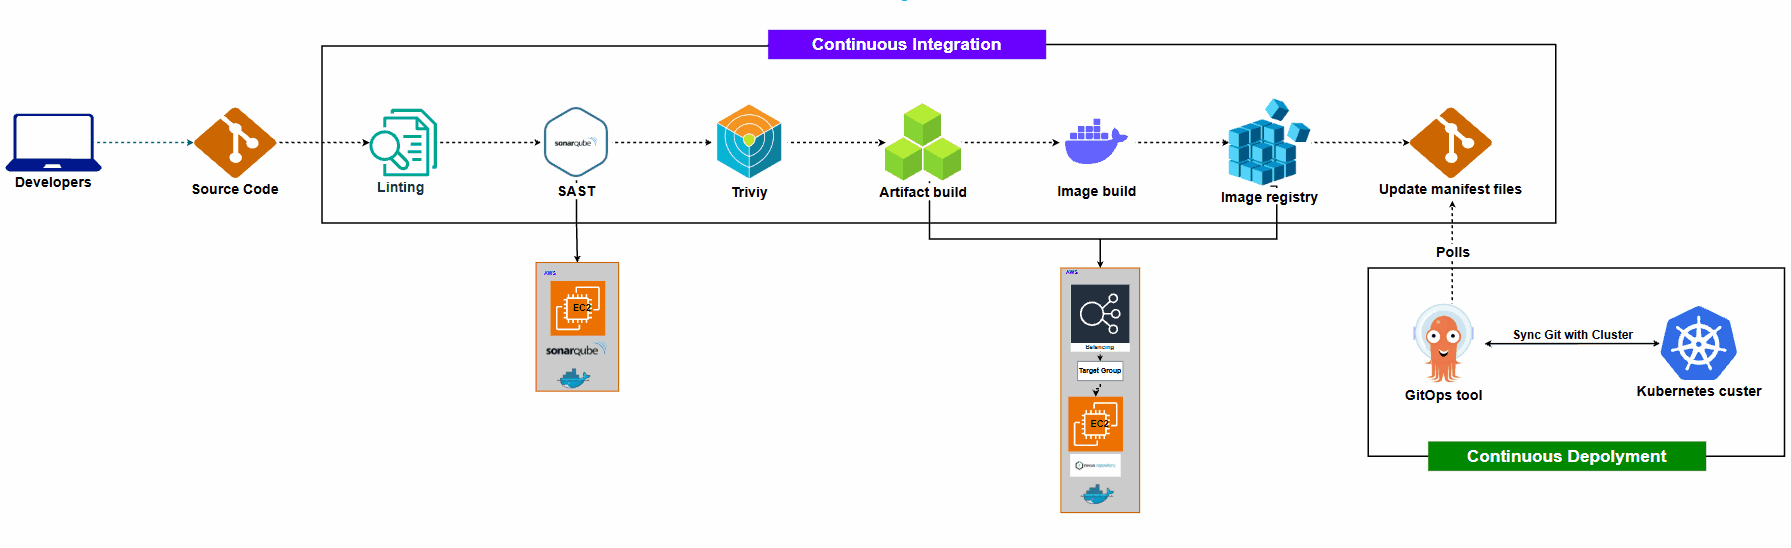 Continuous Integration
Developers
Source Code
Linting
sonarqube
SAST
Triviy
Artifact build
Image build
Image registry
Update manifest files
Polls
AWS
EC2
sonarqube
AWS
Balancing
Target Group
EC2
nexus repository
Sync Git with Cluster
GitOps tool
Kubernetes custer
Continuous Depolyment